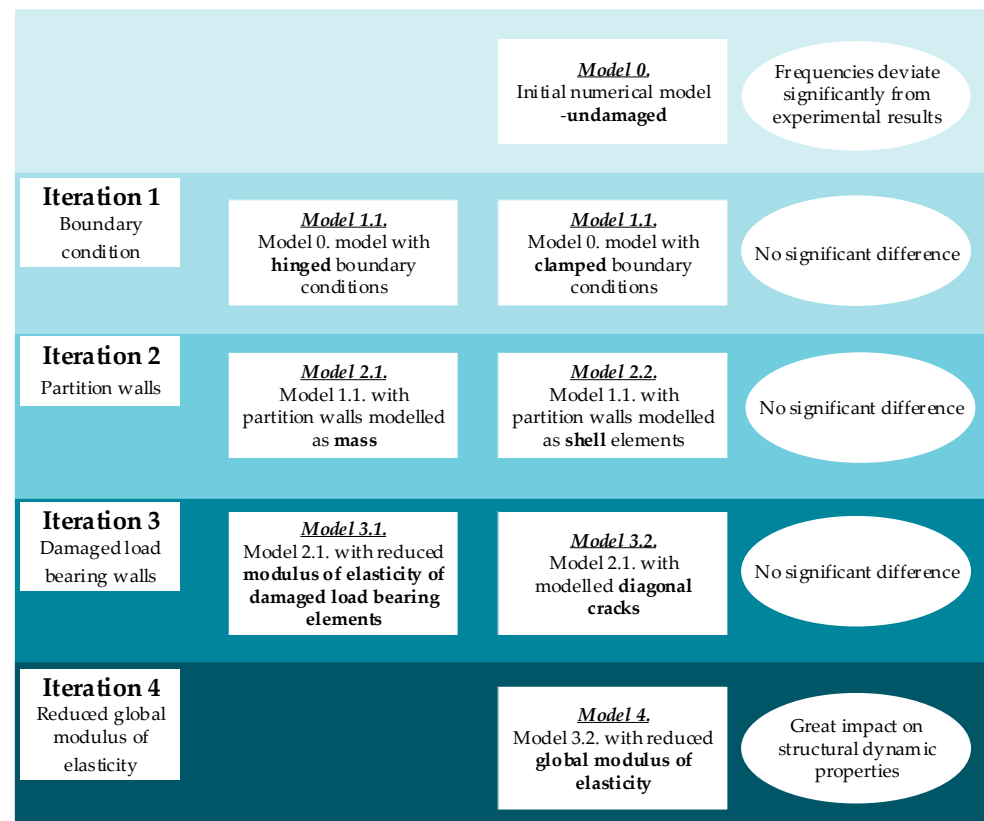 Model 0.
Initial numerical model
-undamaged
Frequencies deviate
significantly from
experimental results
Iteration 1
Boundary
condition
Model 1.1.
Model 0. model with
hinged boundary
conditions
Model 1.1.
Model 0. model with
clamped boundary
conditions
No significant difference
Iteration 2
Partition walls
Model 2.1.
Model 1.1. with
partition walls modelled
as mass
Model 2.2.
Model 1.1. with
partition walls modelled
as shell elements
No significant difference
Iteration 3
Damaged load
bearing walls
Model 3.1.
Model 2.1. with reduced
modulus of elasticity of
damaged load bearing
elements
Model 3.2.
Model 2.1. with
modelled diagonal
cracks
No significant difference
Iteration 4
Reduced global
modulus of
elasticity
Model 4.
Model 3.2. with reduced
global modulus of
elasticity
Great impact on
structural dynamic
properties